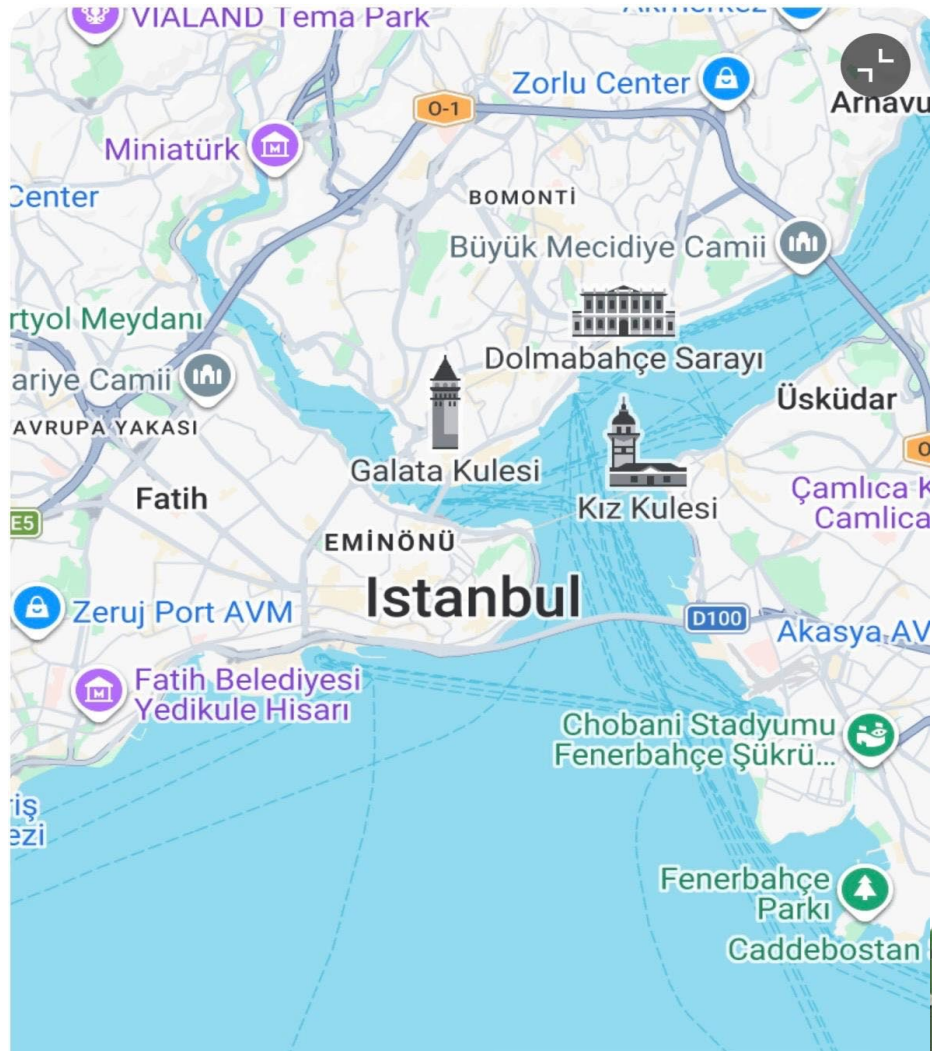 VIALAND Tema Park
Zorlu Center
O-1
Arnavu
Miniatürk
Center
BOMONTİ
Büyük Mecidiye Camii
rtyol Meydanı
Dolmabahçe Sarayı
ariye Camii
Üsküdar
AVRUPA YAKASI
Galata Kulesi
O
Fatih
Kız Kulesi
Çamlıca K
Camlica
E5
EMİNÖNÜ
Istanbul
Zeruj Port AVM
D100
Akasya AV
Fatih Belediyesi
Yedikule Hisarı
Chobani Stadyumu
Fenerbahçe Şükrü...
iş
ezi
Fenerbahçe
Parkı
Caddebostan